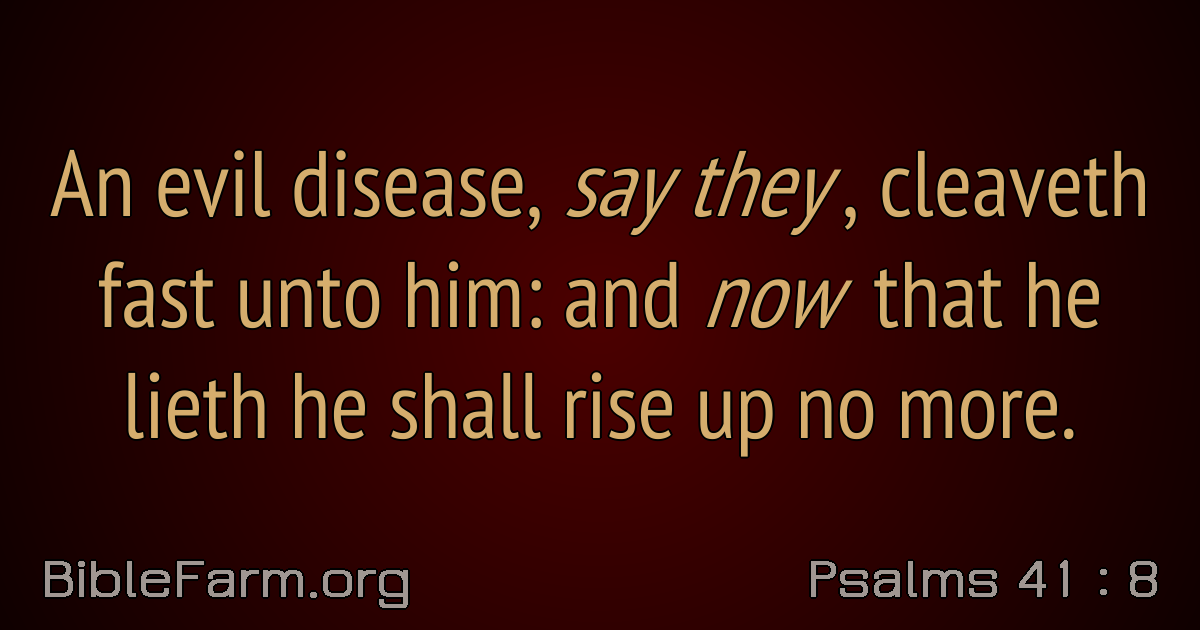 An evil disease, say they, cleaveth
fast unto him: and now that he
lieth he shall rise up no more.
BibleFarm.org
Psalms 41 : 8